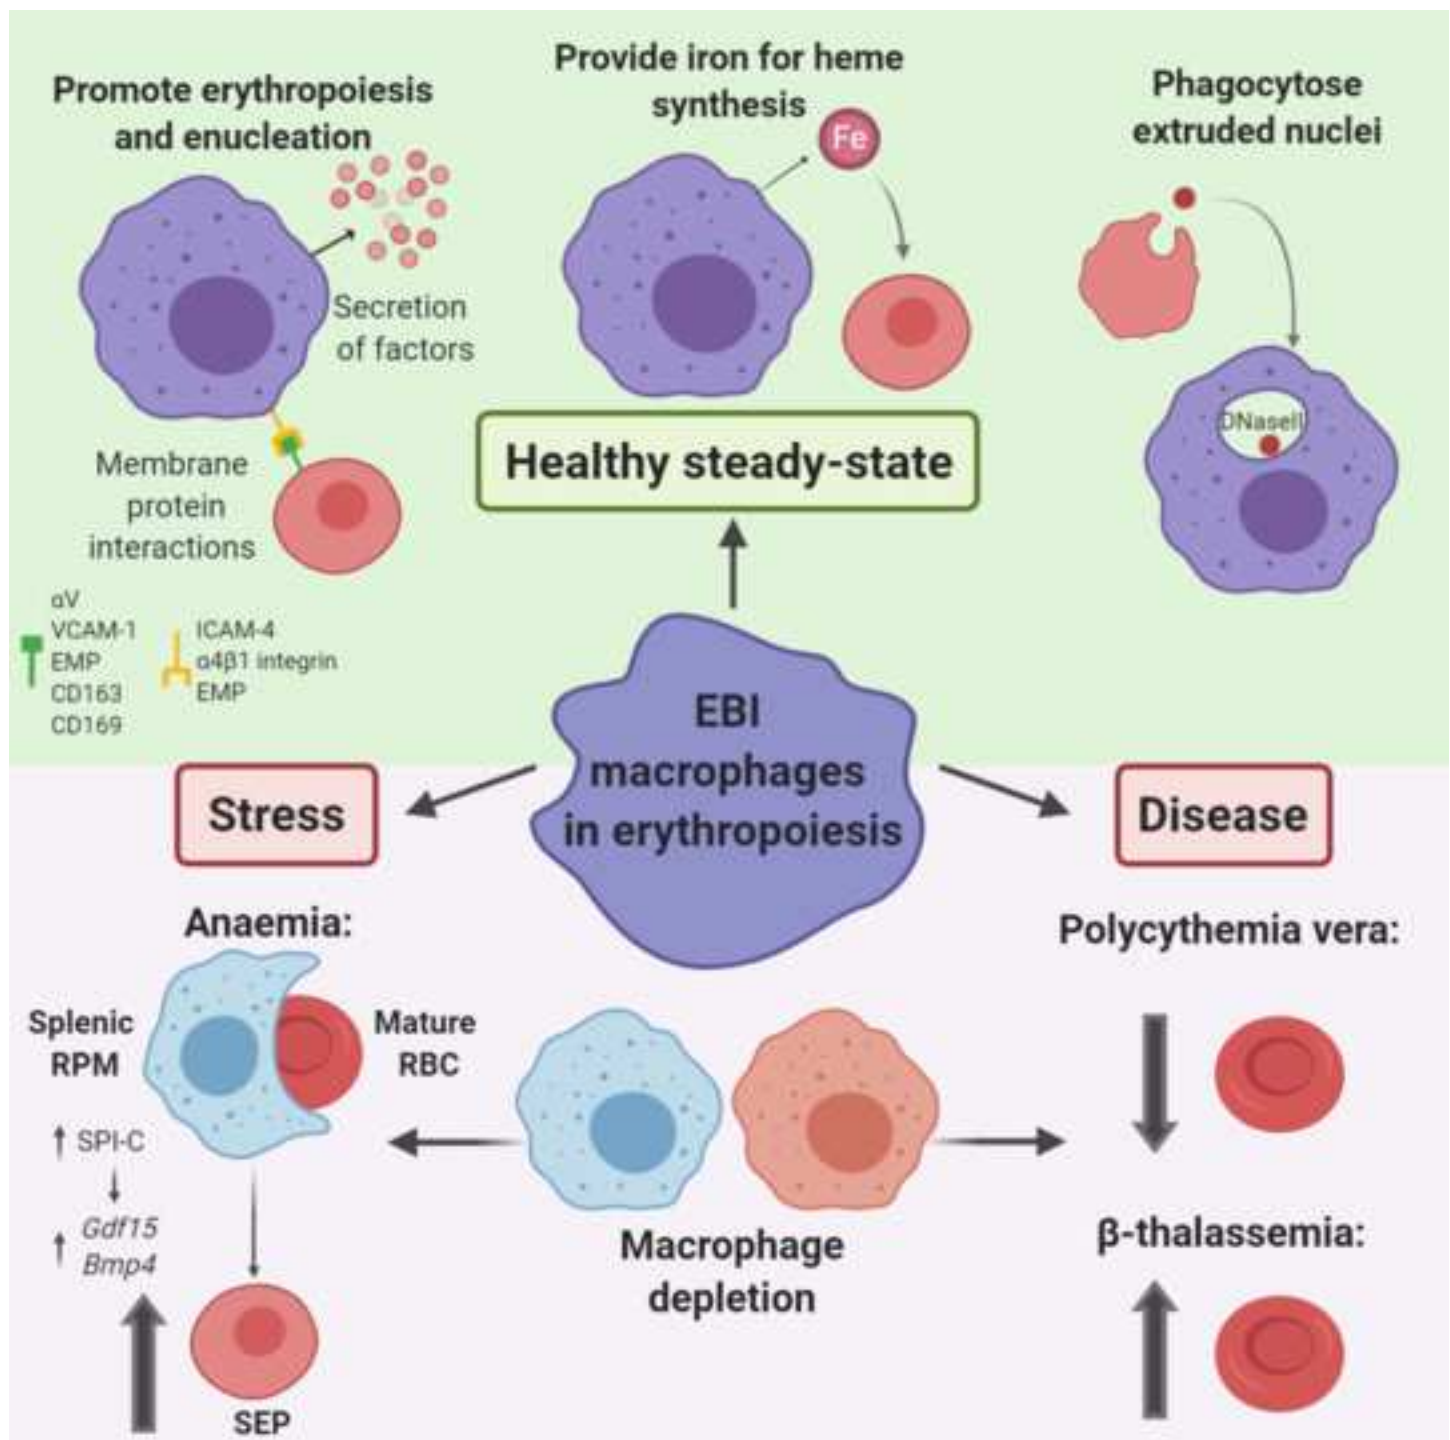 Promote erythropoiesis
and enucleation
Secretion
of factors
Membrane
protein
interactions
αV
VCAM-1
EMP
CD163
CD169
ICAM-4
α4β1 integrin
EMP
Provide iron for heme
synthesis
Fe
Phagocytose
extruded nuclei
DNaseII
Healthy steady-state
EBI
macrophages
in erythropoiesis
Stress
Anaemia:
Splenic
RPM
Mature
RBC
SPI-C
Gdf15
Bmp4
SEP
Macrophage
depletion
Disease
Polycythemia vera:
β-thalassemia: